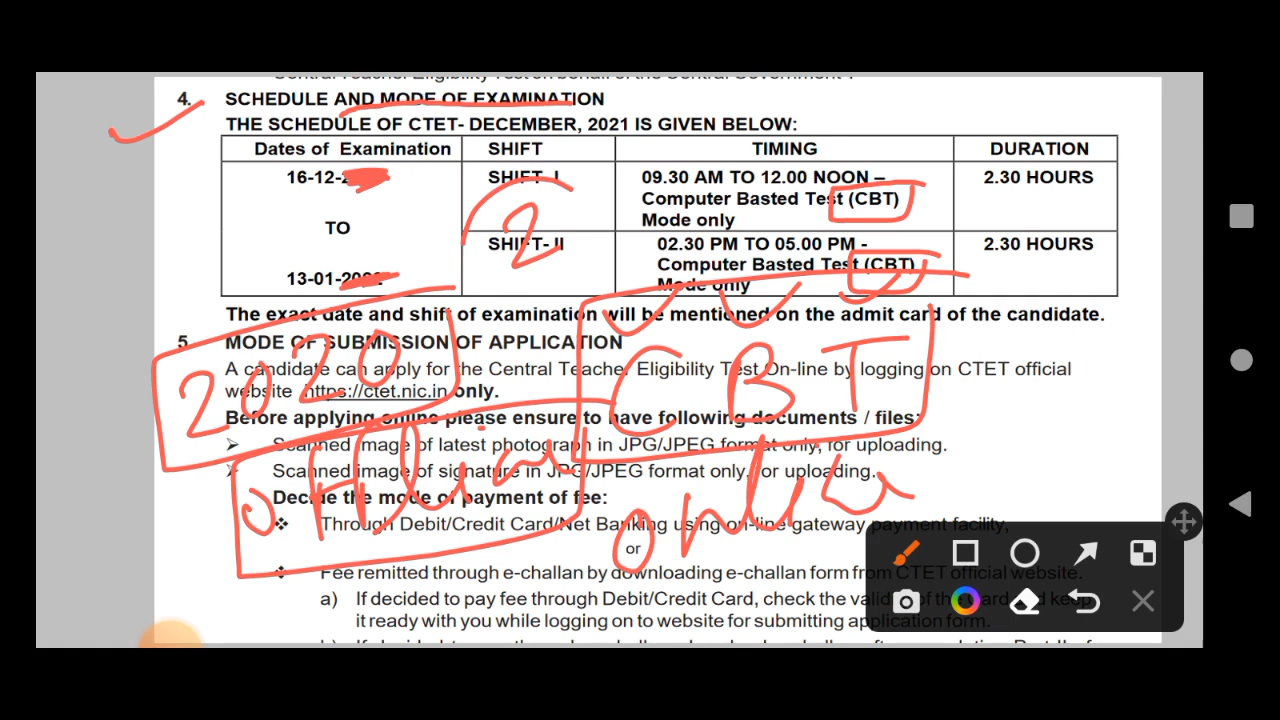 4. SCHEDULE AND MODE OF EXAMINATION
THE SCHEDULE OF CTET- DECEMBER, 2021 IS GIVEN BELOW:
Dates of Examination SHIFT TIMING DURATION
16-12- SHIFT- I 09.30 AM TO 12.00 NOON – 2.30 HOURS
Computer Basted Test (CBT)
Mode only
TO
2
SHIFT- II 02.30 PM TO 05.00 PM - 2.30 HOURS
Computer Basted Test (CBT)
Mode only
13-01-
The exact date and shift of examination will be mentioned on the admit card of the candidate.
5. MODE OF SUBMISSION OF APPLICATION
2020
CBT
A candidate can apply for the Central Teacher Eligibility Test On-line by logging on CTET official
website https://ctet.nic.in only.
Before applying online please ensure to have following documents / files:
➢ Scanned image of latest photograph in JPG/JPEG format only, for uploading.
➢ Scanned image of signature in JPG/JPEG format only, for uploading.
offline
online
Decide the mode of payment of fee:
❖ Through Debit/Credit Card/Net Banking using on-line gateway payment facility,
or
❖ Fee remitted through e-challan by downloading e-challan form from CTET official website.
a) If decided to pay fee through Debit/Credit Card, check the validity of the Card and keep
it ready with you while logging on to website for submitting application form.